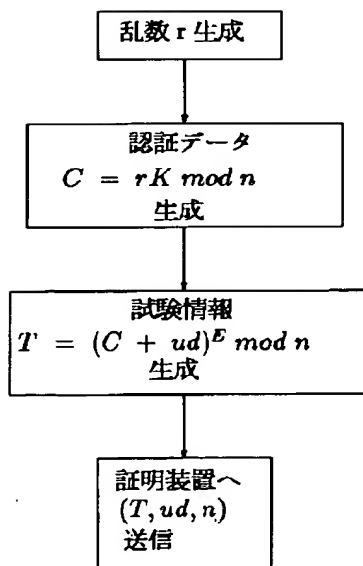 乱数 r 生成
認証データ
C = rK mod n
生成
試験情報
T = (C + ud)^E mod n
生成
証明装置へ
(T, ud, n)
送信